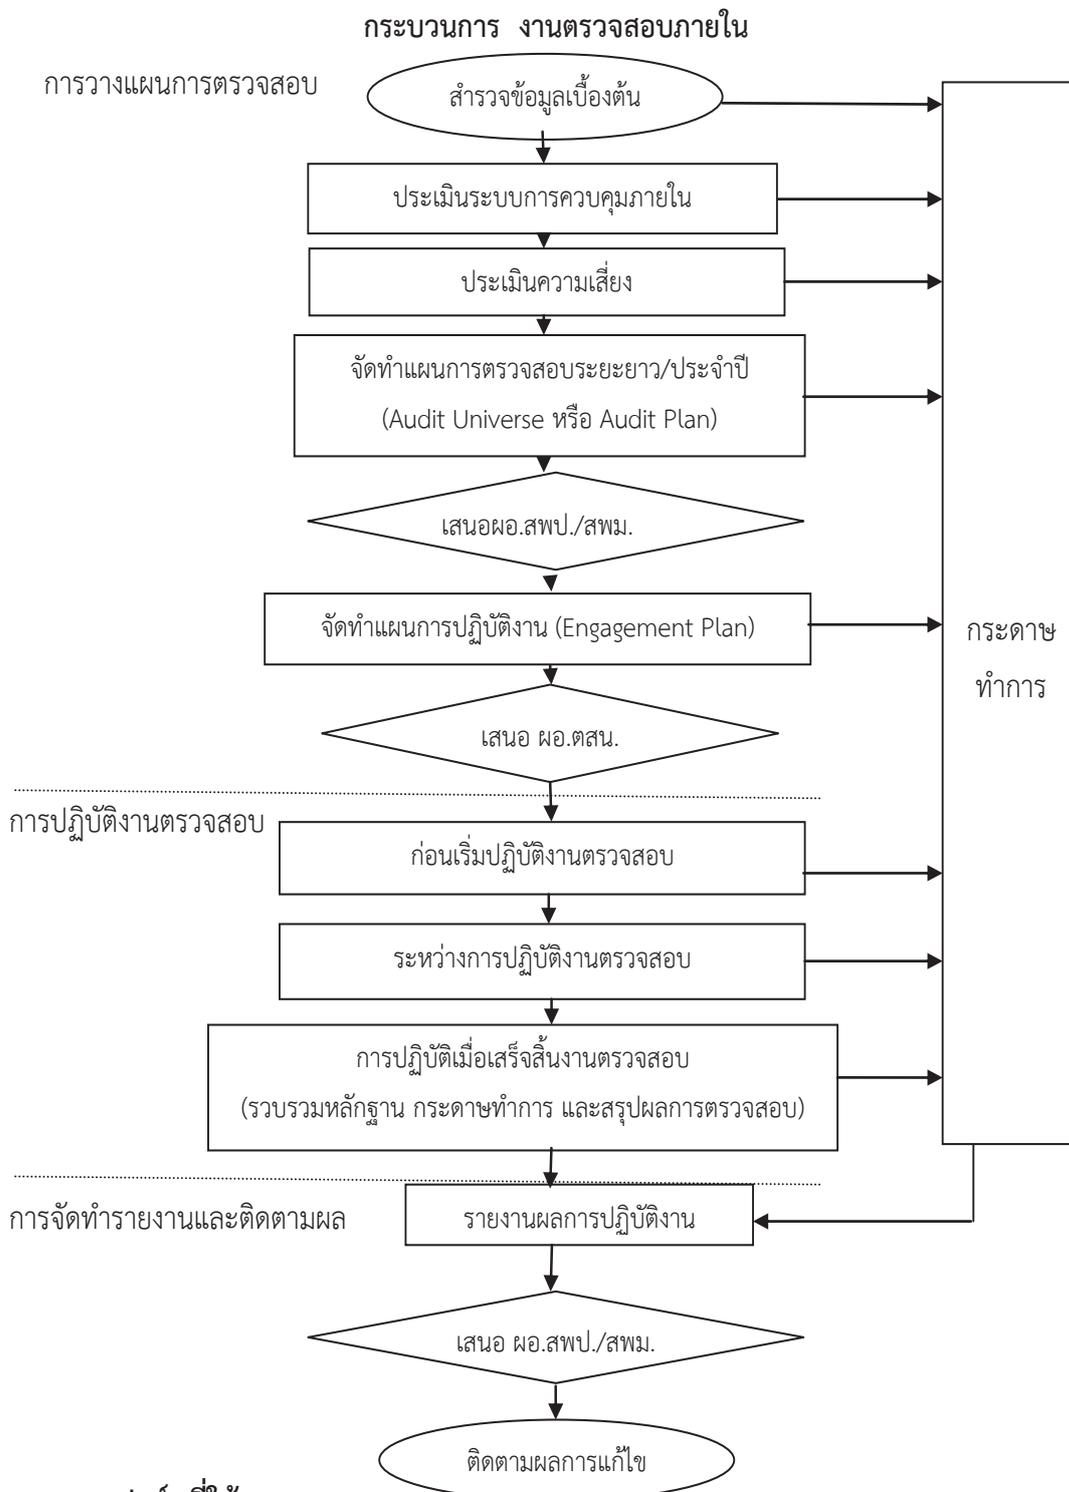 กระบวนการ งานตรวจสอบภายใน
การวางแผนการตรวจสอบ
สำรวจข้อมูลเบื้องต้น
ประเมินระบบการควบคุมภายใน
ประเมินความเสี่ยง
จัดทำแผนการตรวจสอบระยะยาว/ประจำปี
(Audit Universe หรือ Audit Plan)
เสนอผอ.สพป./สพม.
จัดทำแผนการปฏิบัติงาน (Engagement Plan)
กระดาษ
ทำการ
เสนอ ผอ.ตสน.
การปฏิบัติงานตรวจสอบ
ก่อนเริ่มปฏิบัติงานตรวจสอบ
ระหว่างการปฏิบัติงานตรวจสอบ
การปฏิบัติเมื่อเสร็จสิ้นงานตรวจสอบ
(รวบรวมหลักฐาน กระดาษทำการ และสรุปผลการตรวจสอบ)
การจัดทำรายงานและติดตามผล
รายงานผลการปฏิบัติงาน
เสนอ ผอ.สพป./สพม.
ติดตามผลการแก้ไข